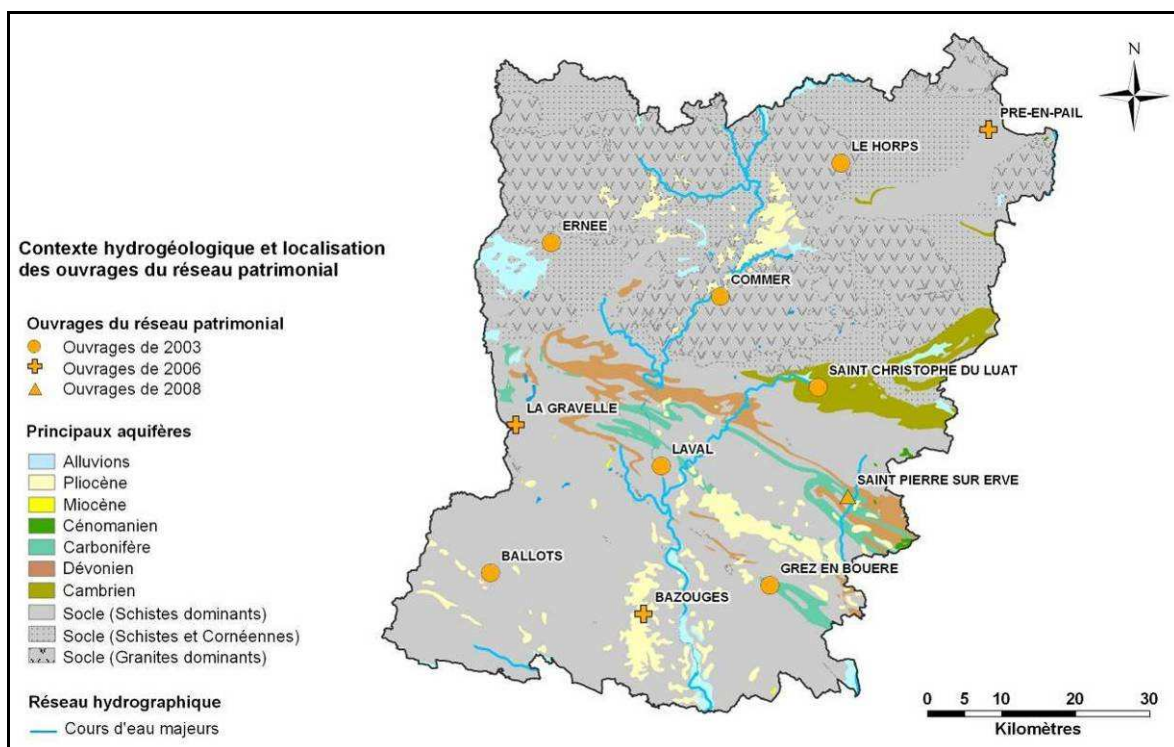 N
PRE-EN-PAIL
LE HORPS
ERNEE
Contexte hydrogéologique et localisation
des ouvrages du réseau patrimonial
COMMER
Ouvrages du réseau patrimonial
Ouvrages de 2003
Ouvrages de 2006
Ouvrages de 2008
SAINT CHRISTOPHE DU LUAT
LA GRAVELLE
Principaux aquifères
Alluvions
Pliocène
Miocène
Cénomanien
Carbonifère
Dévonien
Cambrien
Socle (Schistes dominants)
Socle (Schistes et Cornéennes)
Socle (Granites dominants)
LAVAL
SAINT PIERRE SUR ERVE
BALLOTS
GREZ EN BOUERE
BAZOUGES
Réseau hydrographique
Cours d'eau majeurs
0 5 10 20 30
Kilomètres